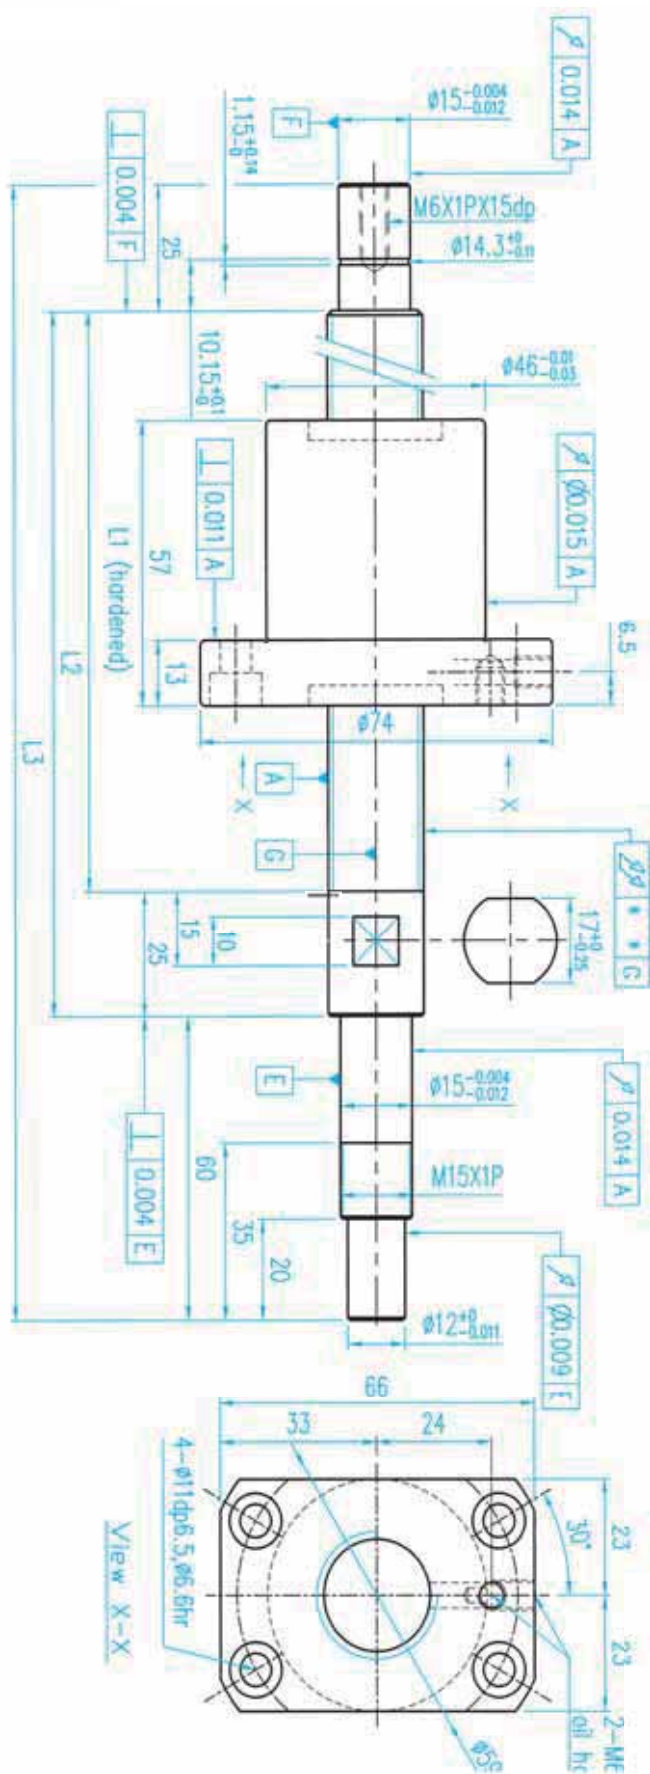 0.014 A
ø15-0.004
-0.012
F
1.15+0.14
-0
0.004 F
25
M6X1PX15dp
ø14.3+0
-0.11
10.15+0.1
-0
ø46-0.01
-0.03
Ø0.015 A
0.011 A
57
13
6.5
L1 (hardened)
L2
L3
ø74
X
X
A
G
* * G
17+0
-0.25
10
15
25
E
ø15-0.004
-0.012
0.014 A
M15X1P
0.004 E
60
35
20
ø12+0
-0.011
Ø0.009 E
66
33
24
30°
23
23
4-ø11dp6.5,ø6.6hr
View X-X
oil